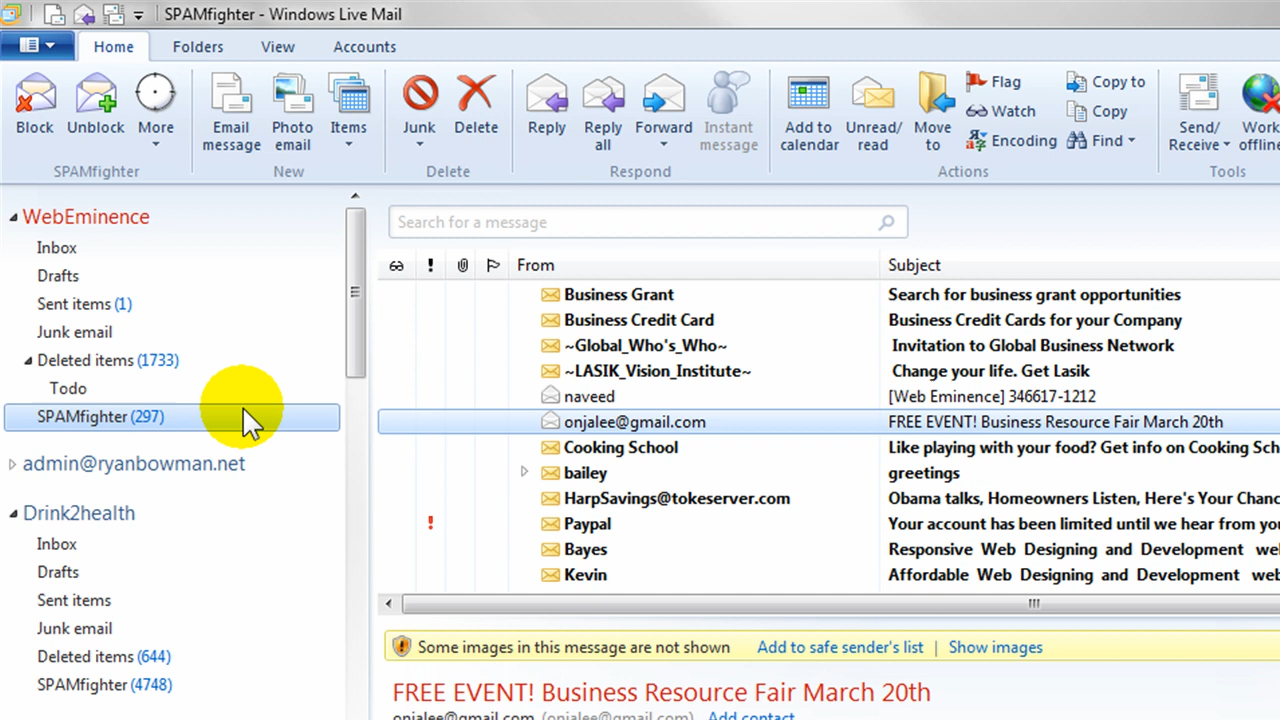 SPAMfighter - Windows Live Mail
Home Folders View Accounts
Block Unblock More Email message Photo email Items Junk Delete Reply Reply all Forward Instant message Add to calendar Unread/ read Move to Flag Watch Encoding Copy to Copy Find Send/ Receive Work offline
SPAMfighter New Delete Respond Actions Tools
WebEminence
Inbox
Drafts
Sent items (1)
Junk email
Deleted items (1733)
Todo
SPAMfighter (297)
admin@ryanbowman.net
Drink2health
Inbox
Drafts
Sent items
Junk email
Deleted items (644)
SPAMfighter (4748)
Search for a message
! From Subject
Business Grant Search for business grant opportunities
Business Credit Card Business Credit Cards for your Company
~Global_Who's_Who~ Invitation to Global Business Network
~LASIK_Vision_Institute~ Change your life. Get Lasik
naveed [Web Eminence] 346617-1212
onjalee@gmail.com FREE EVENT! Business Resource Fair March 20th
Cooking School Like playing with your food? Get info on Cooking Sch
bailey greetings
HarpSavings@tokeserver.com Obama talks, Homeowners Listen, Here's Your Chanc
! Paypal Your account has been limited until we hear from you
Bayes Responsive Web Designing and Development we
Kevin Affordable Web Designing and Development web
Some images in this message are not shown Add to safe sender's list | Show images
FREE EVENT! Business Resource Fair March 20th
onjalee@gmail.com (onjalee@gmail.com) Add contact